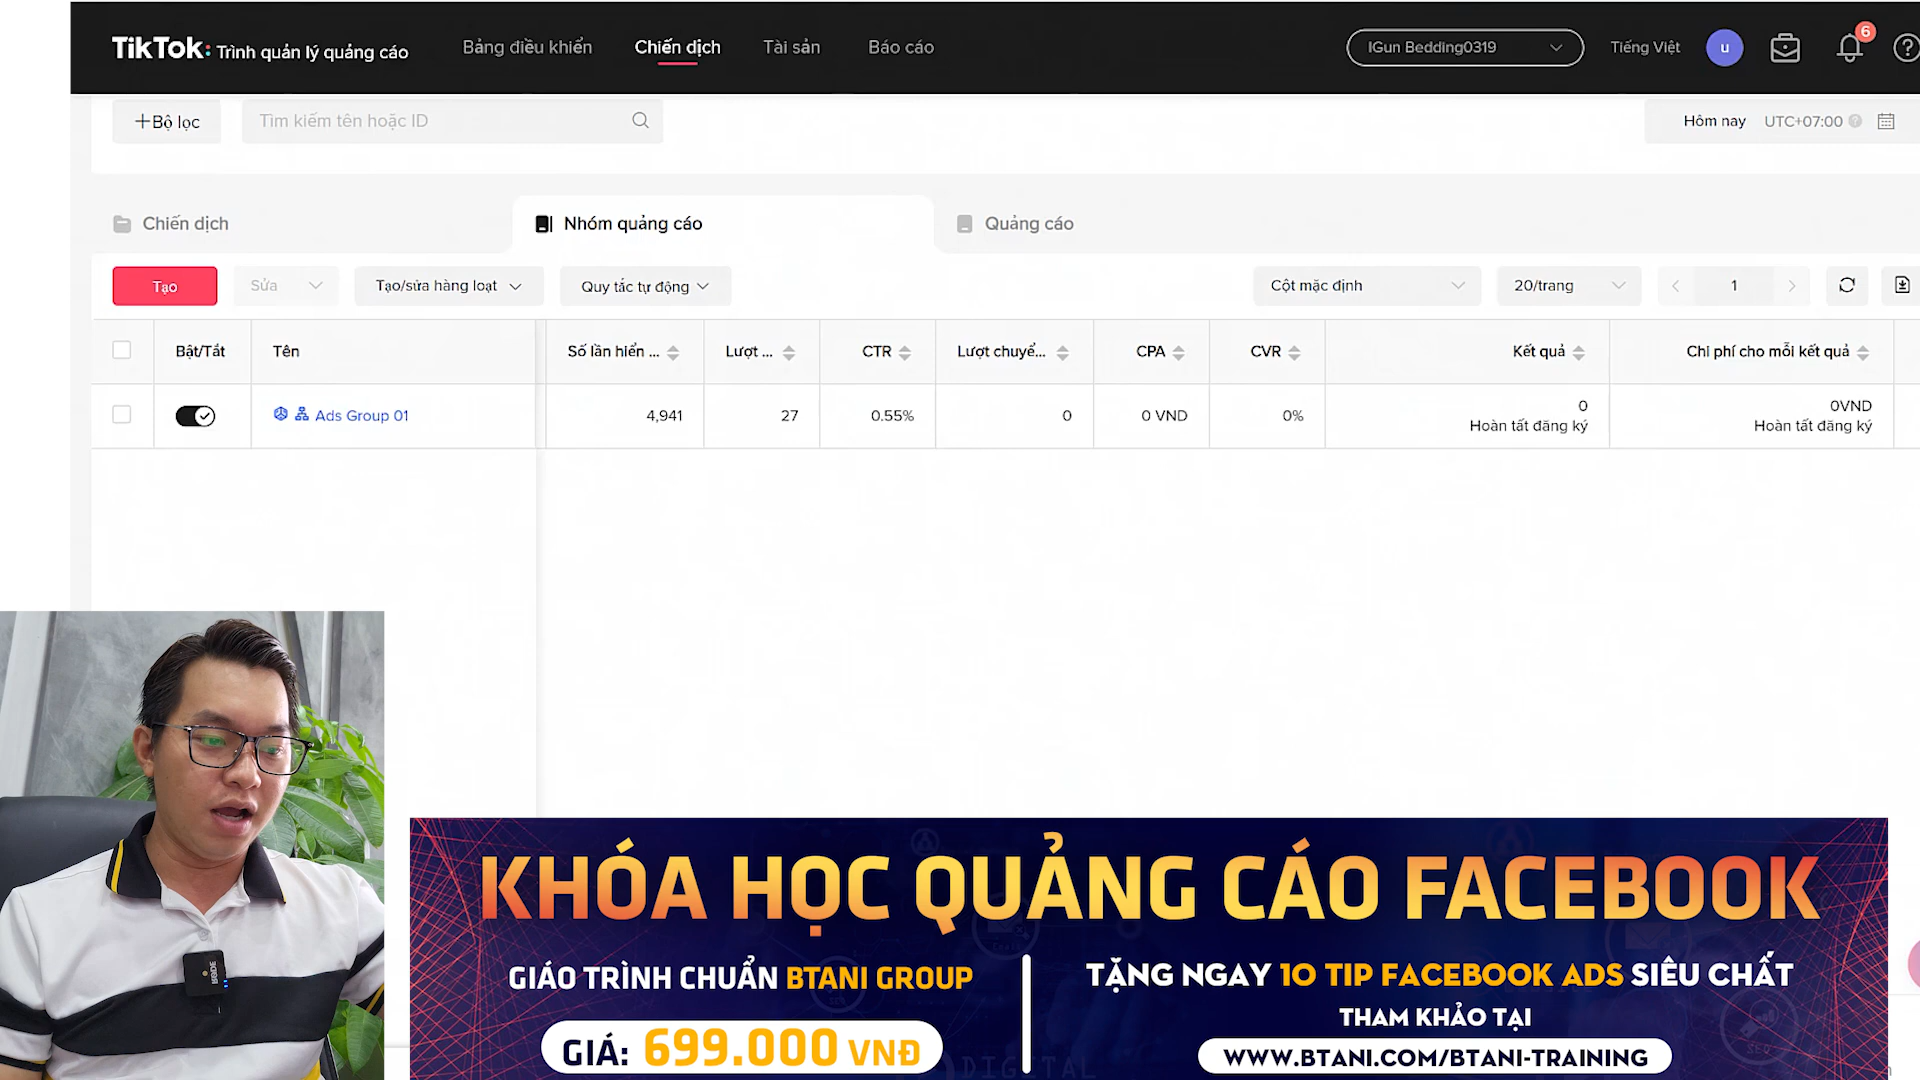 TikTok: Trình quản lý quảng cáo
Bảng điều khiển
Chiến dịch
Tài sản
Báo cáo
IGun Bedding0319
Tiếng Việt
u
6
+Bộ lọc
Tìm kiếm tên hoặc ID
Hôm nay UTC+07:00
Chiến dịch
Nhóm quảng cáo
Quảng cáo
Tạo
Sửa
Tạo/sửa hàng loạt
Quy tắc tự động
Cột mặc định
20/trang
1
Bật/Tắt
Tên
Số lần hiển ...
Lượt ...
CTR
Lượt chuyể...
CPA
CVR
Kết quả
Chi phí cho mỗi kết quả
Ads Group 01
4,941
27
0.55%
0
0 VND
0%
0
Hoàn tất đăng ký
0VND
Hoàn tất đăng ký
KHÓA HỌC QUẢNG CÁO FACEBOOK
GIÁO TRÌNH CHUẨN BTANI GROUP
GIÁ: 699.000 VNĐ
TẶNG NGAY 10 TIP FACEBOOK ADS SIÊU CHẤT
THAM KHẢO TẠI
WWW.BTANI.COM/BTANI-TRAINING
DIGITAL